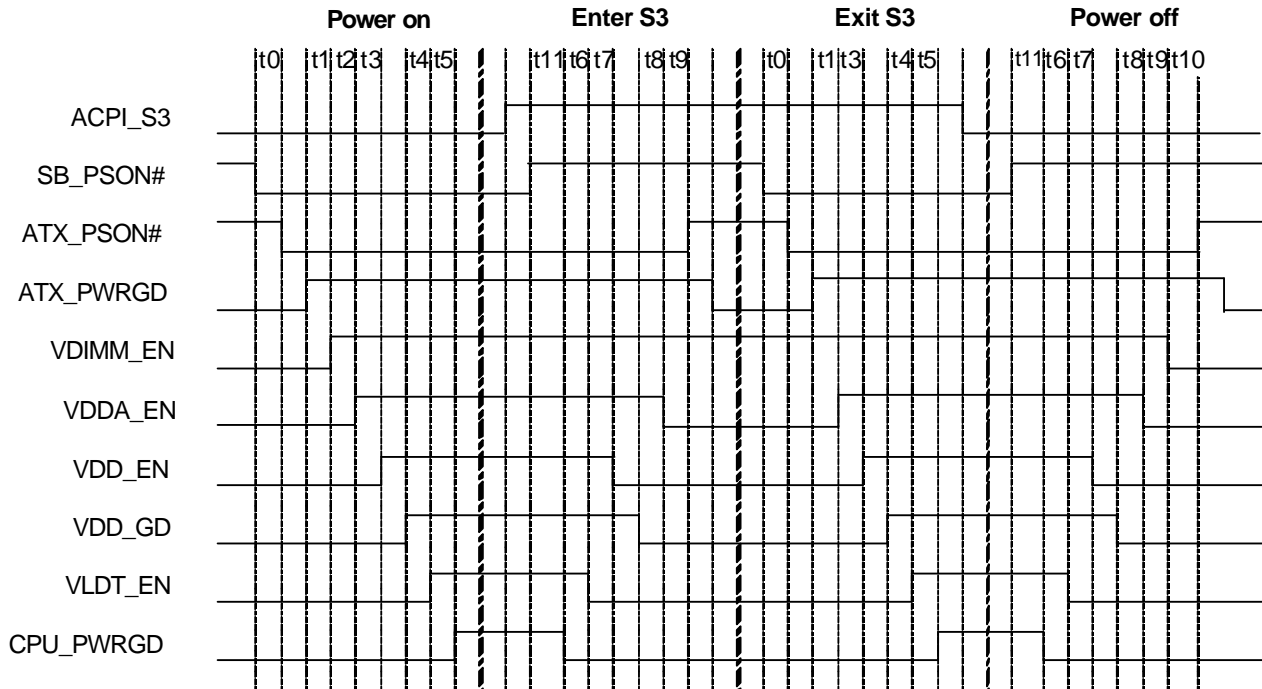 Power on Enter S3 Exit S3 Power off
t0 t1 t2 t3 t4 t5 t11 t6 t7 t8 t9 t0 t1 t3 t4 t5 t11 t6 t7 t8 t9 t10
ACPI_S3
SB_PSON#
ATX_PSON#
ATX_PWRGD
VDIMM_EN
VDDA_EN
VDD_EN
VDD_GD
VLDT_EN
CPU_PWRGD